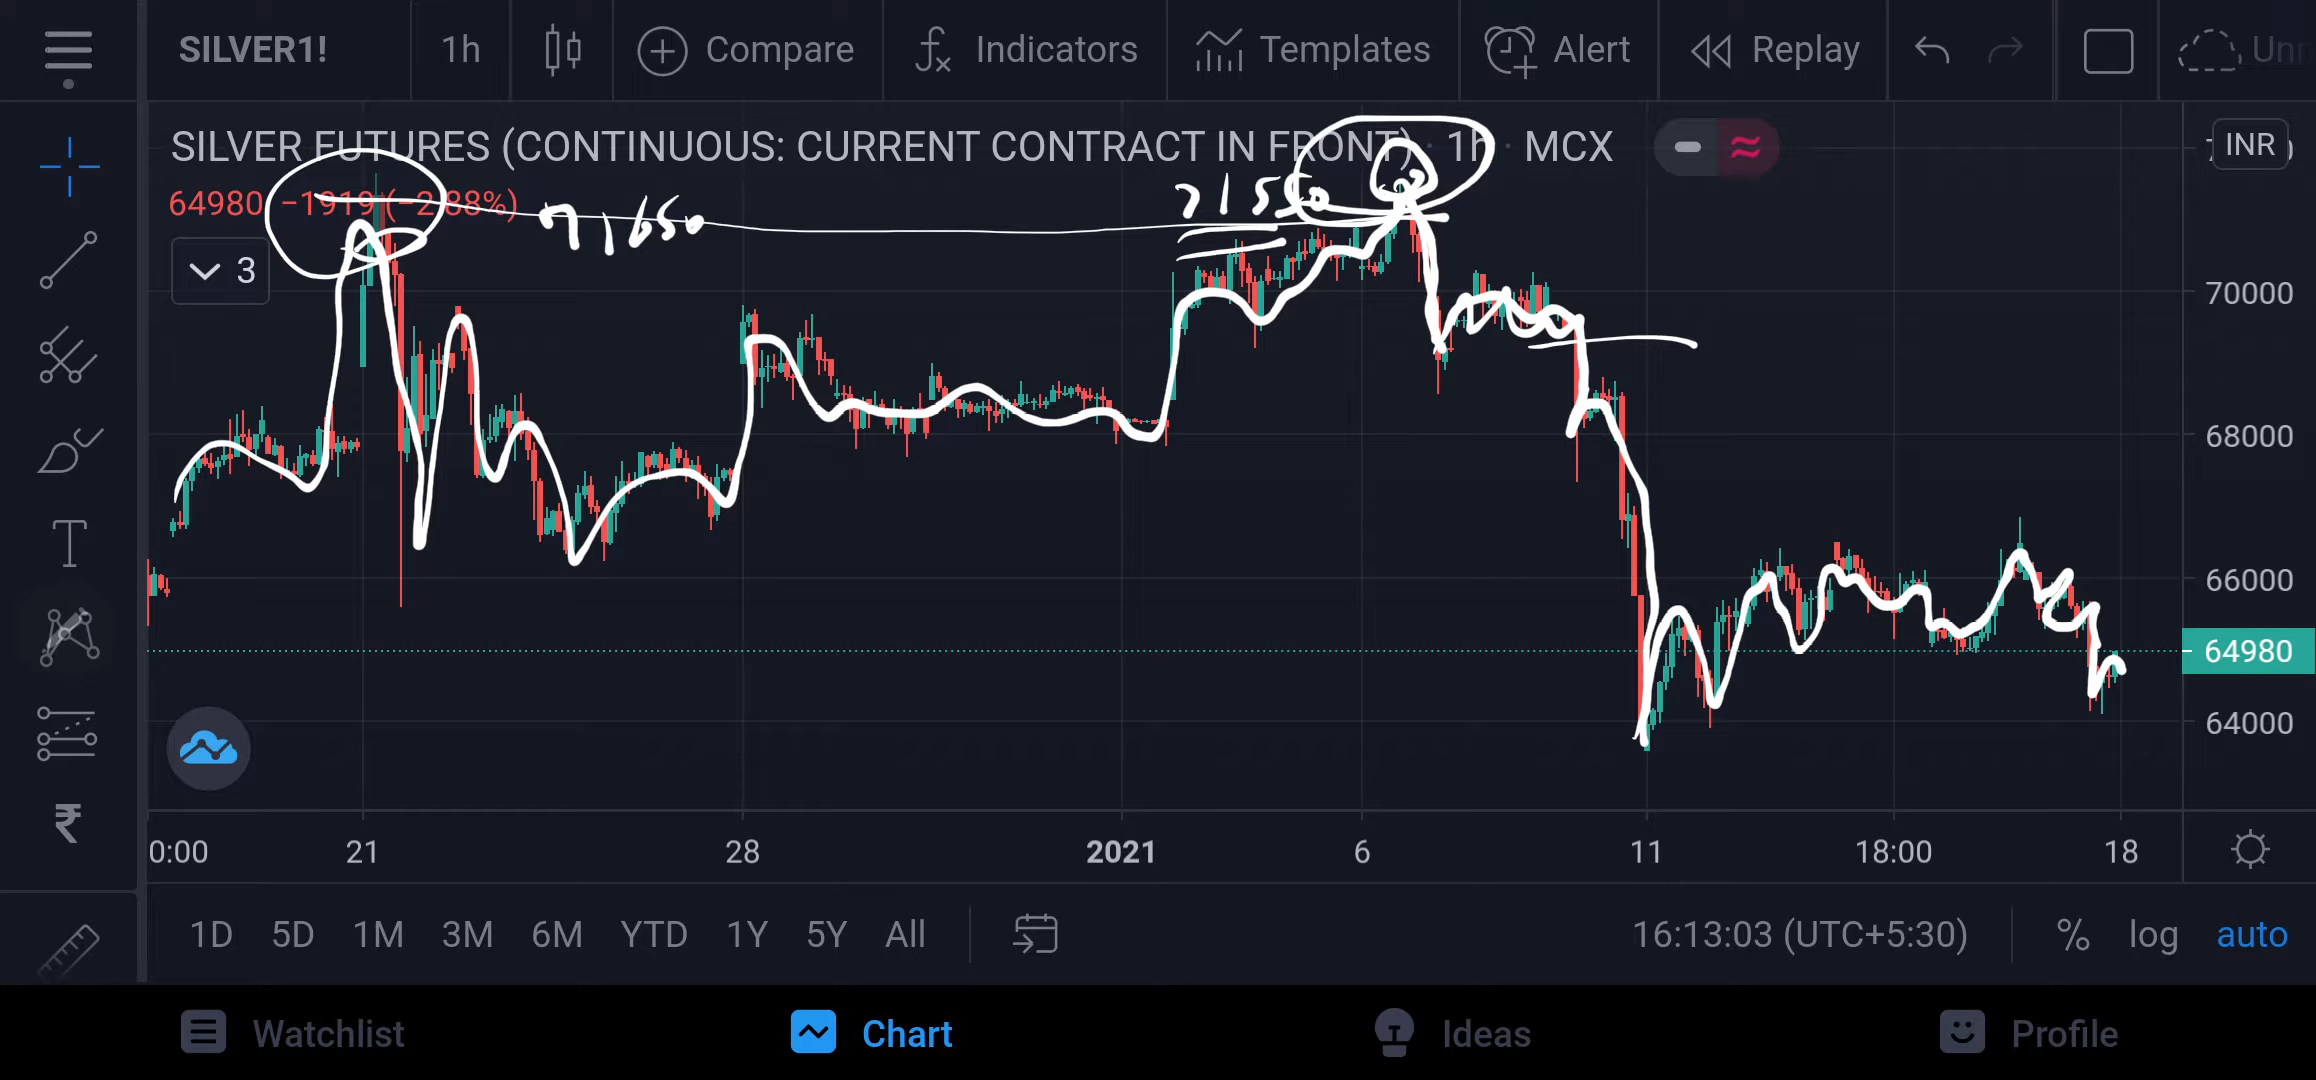 SILVER1! 1h Compare Indicators Templates Alert Replay
SILVER FUTURES (CONTINUOUS: CURRENT CONTRACT IN FRONT) · 1h · MCX
INR
64980 −1919 (−2.88%)
71650
71550
3
70000
68000
66000
64980
64000
0:00 21 28 2021 6 11 18:00 18
1D 5D 1M 3M 6M YTD 1Y 5Y All 16:13:03 (UTC+5:30) % log auto
Watchlist Chart Ideas Profile